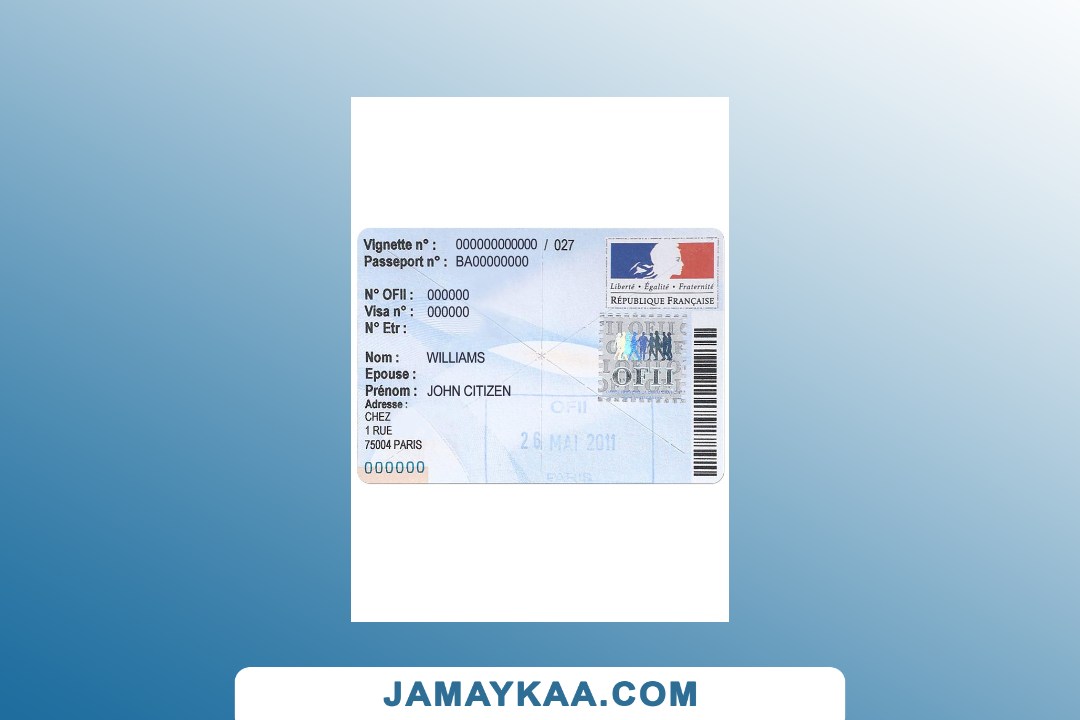 Vignette n° : 000000000000 / 027
Passeport n° : BA00000000
N° OFII : 000000
Visa n° : 000000
N° Etr :
Nom : WILLIAMS
Epouse :
Prénom : JOHN CITIZEN
Adresse :
CHEZ
1 RUE
75004 PARIS
000000
Liberté • Égalité • Fraternité
RÉPUBLIQUE FRANÇAISE
OFII
OFII
OFII
26 MAI 2011
PARIS
JAMAYKAA.COM